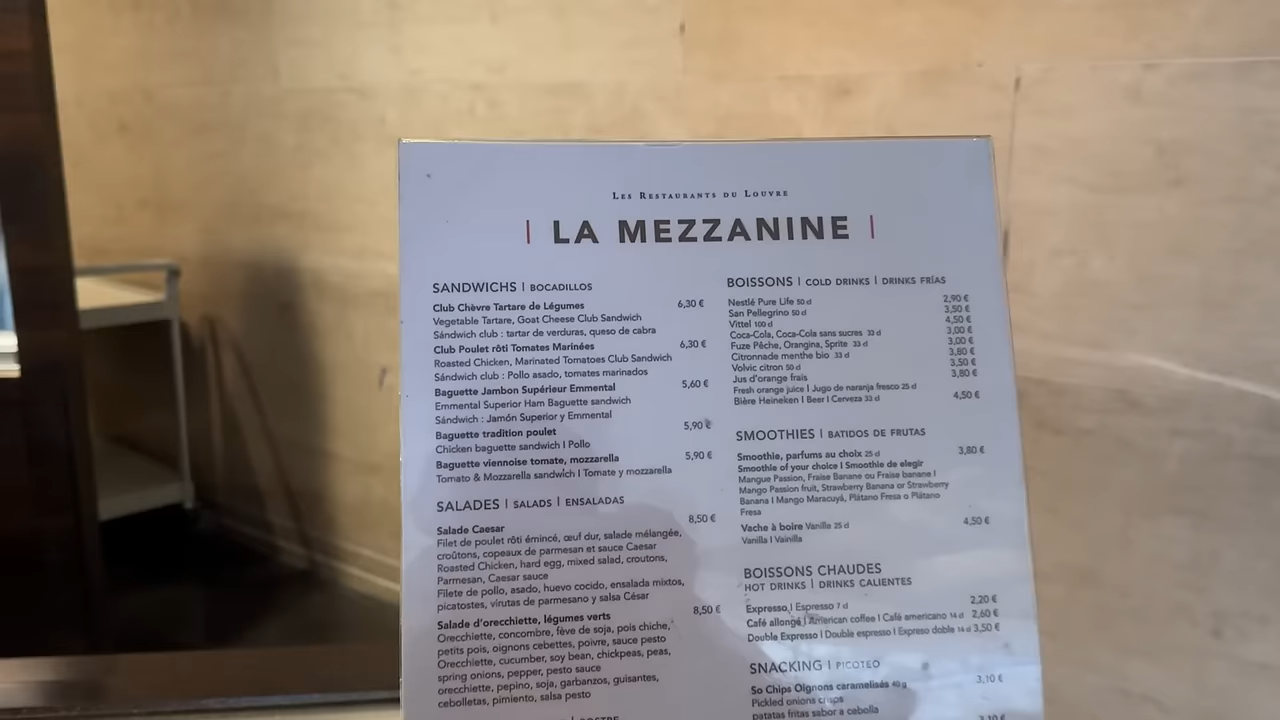 LES RESTAURANTS DU LOUVRE
| LA MEZZANINE |
SANDWICHS | BOCADILLOS
Club Chèvre Tartare de Légumes 6,30 €
Vegetable Tartare, Goat Cheese Club Sandwich
Sándwich club : tartar de verduras, queso de cabra
Club Poulet rôti Tomates Marinées 6,30 €
Roasted Chicken, Marinated Tomatoes Club Sandwich
Sándwich club : Pollo asado, tomates marinados
Baguette Jambon Supérieur Emmental 5,60 €
Emmental Superior Ham Baguette sandwich
Sándwich : Jamón Superior y Emmental
Baguette tradition poulet 5,90 €
Chicken baguette sandwich | Pollo
Baguette viennoise tomate, mozzarella 5,90 €
Tomato & Mozzarella sandwich | Tomate y mozzarella
SALADES | SALADS | ENSALADAS
Salade Caesar 8,50 €
Filet de poulet rôti émincé, œuf dur, salade mélangée,
croûtons, copeaux de parmesan et sauce Caesar
Roasted Chicken, hard egg, mixed salad, croutons,
Parmesan, Caesar sauce
Filete de pollo, asado, huevo cocido, ensalada mixtos,
picatostes, virutas de parmesano y salsa César
Salade d'orecchiette, légumes verts 8,50 €
Orecchiette, concombre, fève de soja, pois chiche,
petits pois, oignons cebettes, poivre, sauce pesto
Orecchiette, cucumber, soy bean, chickpeas, peas,
spring onions, pepper, pesto sauce
orecchiette, pepino, soja, garbanzos, guisantes,
cebolletas, pimiento, salsa pesto
BOISSONS | COLD DRINKS | DRINKS FRÍAS
Nestlé Pure Life 50 cl 2,90 €
San Pellegrino 50 cl 3,50 €
Vittel 100 cl 4,50 €
Coca-Cola, Coca-Cola sans sucres 33 cl 3,00 €
Fuze Pêche, Orangina, Sprite 33 cl 3,00 €
Citronnade menthe bio 33 cl 3,80 €
Volvic citron 50 cl 3,50 €
Jus d'orange frais 3,80 €
Fresh orange juice | Jugo de naranja fresco 25 cl
Bière Heineken | Beer | Cerveza 33 cl 4,50 €
SMOOTHIES | BATIDOS DE FRUTAS
Smoothie, parfums au choix 25 cl 3,80 €
Smoothie of your choice | Smoothie de elegir
Mangue Passion, Fraise Banane ou Fraise banane |
Mango Passion fruit, Strawberry Banana or Strawberry
Banana | Mango Maracuyá, Plátano Fresa o Plátano
Fresa
Vache à boire Vanille 25 cl 4,50 €
Vanilla | Vainilla
BOISSONS CHAUDES
HOT DRINKS | DRINKS CALIENTES
Expresso | Espresso 7 cl 2,20 €
Café allongé | American coffee | Café americano 14 cl 2,60 €
Double Expresso | Double espresso | Expreso doble 14 cl 3,50 €
SNACKING | PICOTEO
So Chips Oignons caramelisés 40 g 3,10 €
Pickled onions crisps
patatas fritas sabor a cebolla
3,10 €